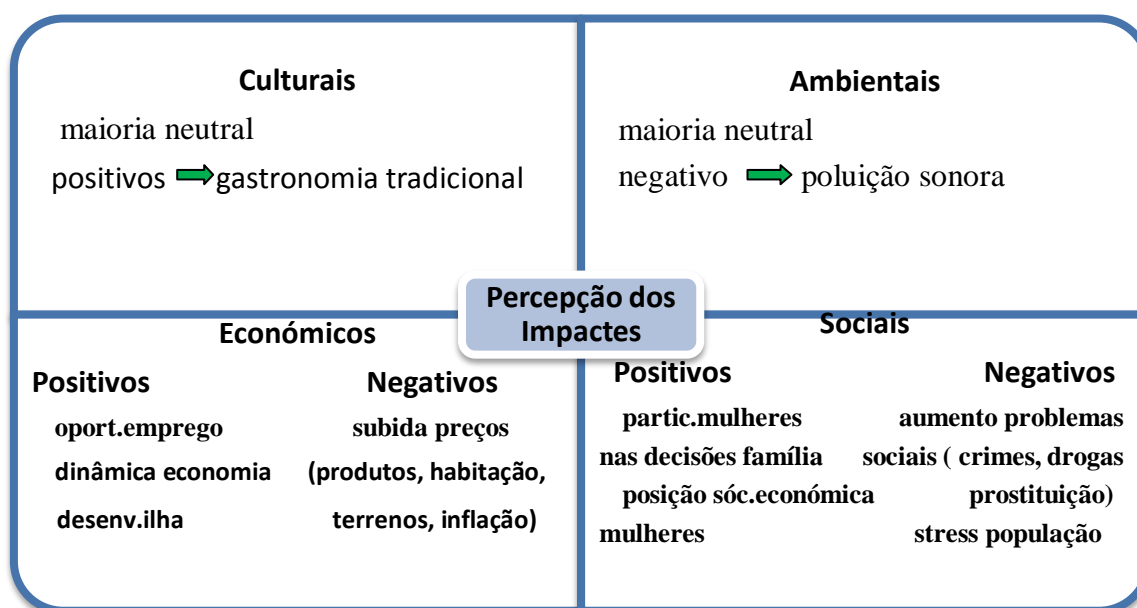 Culturais
maioria neutral
positivos gastronomia tradicional
Ambientais
maioria neutral
negativo poluição sonora
Percepção dos
Impactes
Económicos
Positivos Negativos
oport.emprego subida preços
dinâmica economia (produtos, habitação,
desenv.ilha terrenos, inflação)
Sociais
Positivos Negativos
partic.mulheres aumento problemas
nas decisões família sociais ( crimes, drogas
posição sóc.económica prostituição)
mulheres stress população